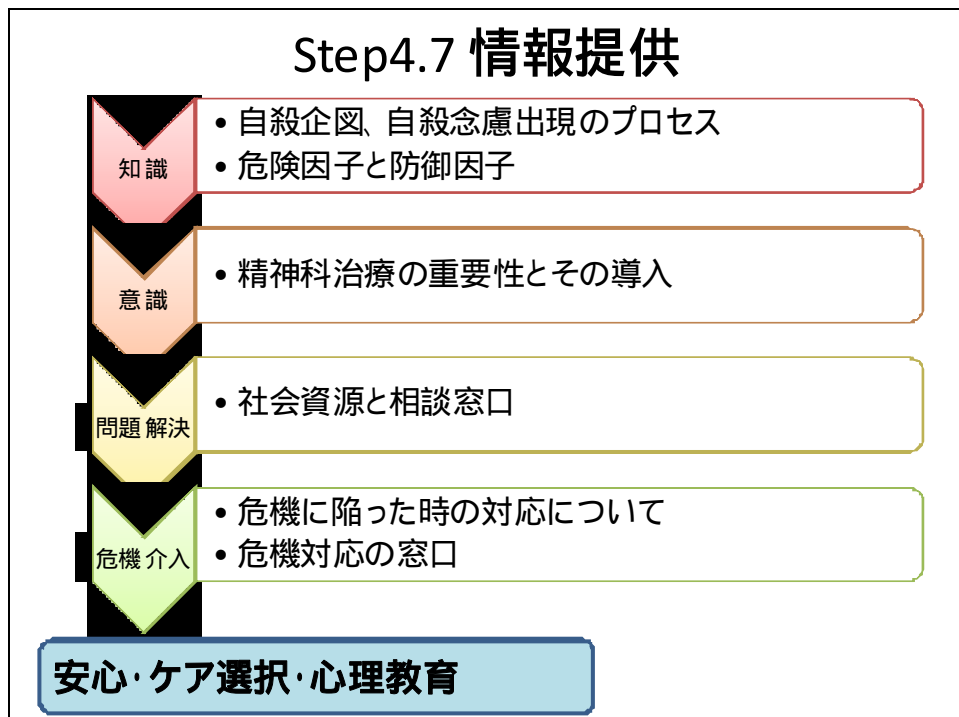 Step4.7 情報提供
知識
• 自殺企図、自殺念慮出現のプロセス
• 危険因子と防御因子
意識
• 精神科治療の重要性とその導入
問題解決
• 社会資源と相談窓口
危機介入
• 危機に陥った時の対応について
• 危機対応の窓口
安心・ケア選択・心理教育